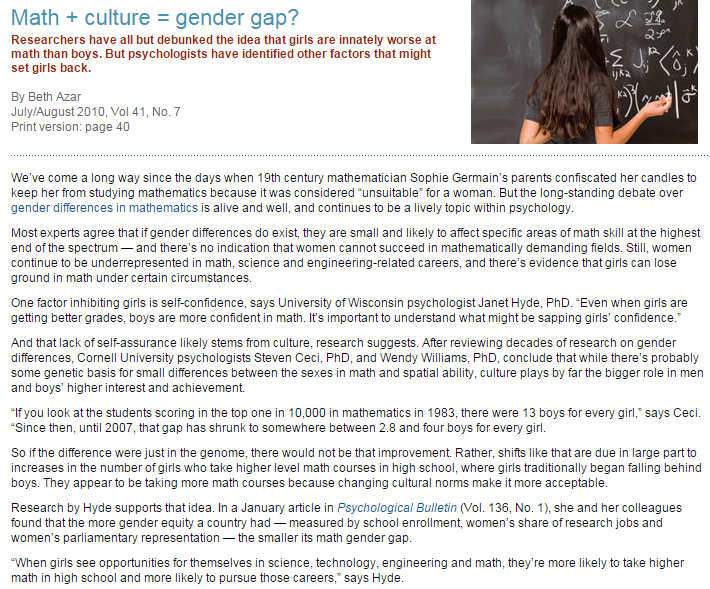 Math + culture = gender gap?
Researchers have all but debunked the idea that girls are innately worse at
math than boys. But psychologists have identified other factors that might
set girls back.
By Beth Azar
July/August 2010, Vol 41, No. 7
Print version: page 40
We've come a long way since the days when 19th century mathematician Sophie Germain's parents confiscated her candles to
keep her from studying mathematics because it was considered “unsuitable” for a woman. But the long-standing debate over
gender differences in mathematics is alive and well, and continues to be a lively topic within psychology.
Most experts agree that if gender differences do exist, they are small and likely to affect specific areas of math skill at the highest
end of the spectrum — and there's no indication that women cannot succeed in mathematically demanding fields. Still, women
continue to be underrepresented in math, science and engineering-related careers, and there's evidence that girls can lose
ground in math under certain circumstances.
One factor inhibiting girls is self-confidence, says University of Wisconsin psychologist Janet Hyde, PhD. “Even when girls are
getting better grades, boys are more confident in math. It's important to understand what might be sapping girls' confidence.”
And that lack of self-assurance likely stems from culture, research suggests. After reviewing decades of research on gender
differences, Cornell University psychologists Steven Ceci, PhD, and Wendy Williams, PhD, conclude that while there's probably
some genetic basis for small differences between the sexes in math and spatial ability, culture plays by far the bigger role in men
and boys' higher interest and achievement.
“If you look at the students scoring in the top one in 10,000 in mathematics in 1983, there were 13 boys for every girl,” says Ceci.
“Since then, until 2007, that gap has shrunk to somewhere between 2.8 and four boys for every girl.
So if the difference were just in the genome, there would not be that improvement. Rather, shifts like that are due in large part to
increases in the number of girls who take higher level math courses in high school, where girls traditionally began falling behind
boys. They appear to be taking more math courses because changing cultural norms make it more acceptable.
Research by Hyde supports that idea. In a January article in Psychological Bulletin (Vol. 136, No. 1), she and her colleagues
found that the more gender equity a country had — measured by school enrollment, women's share of research jobs and
women's parliamentary representation — the smaller its math gender gap.
“When girls see opportunities for themselves in science, technology, engineering and math, they're more likely to take higher
math in high school and more likely to pursue those careers,” says Hyde.